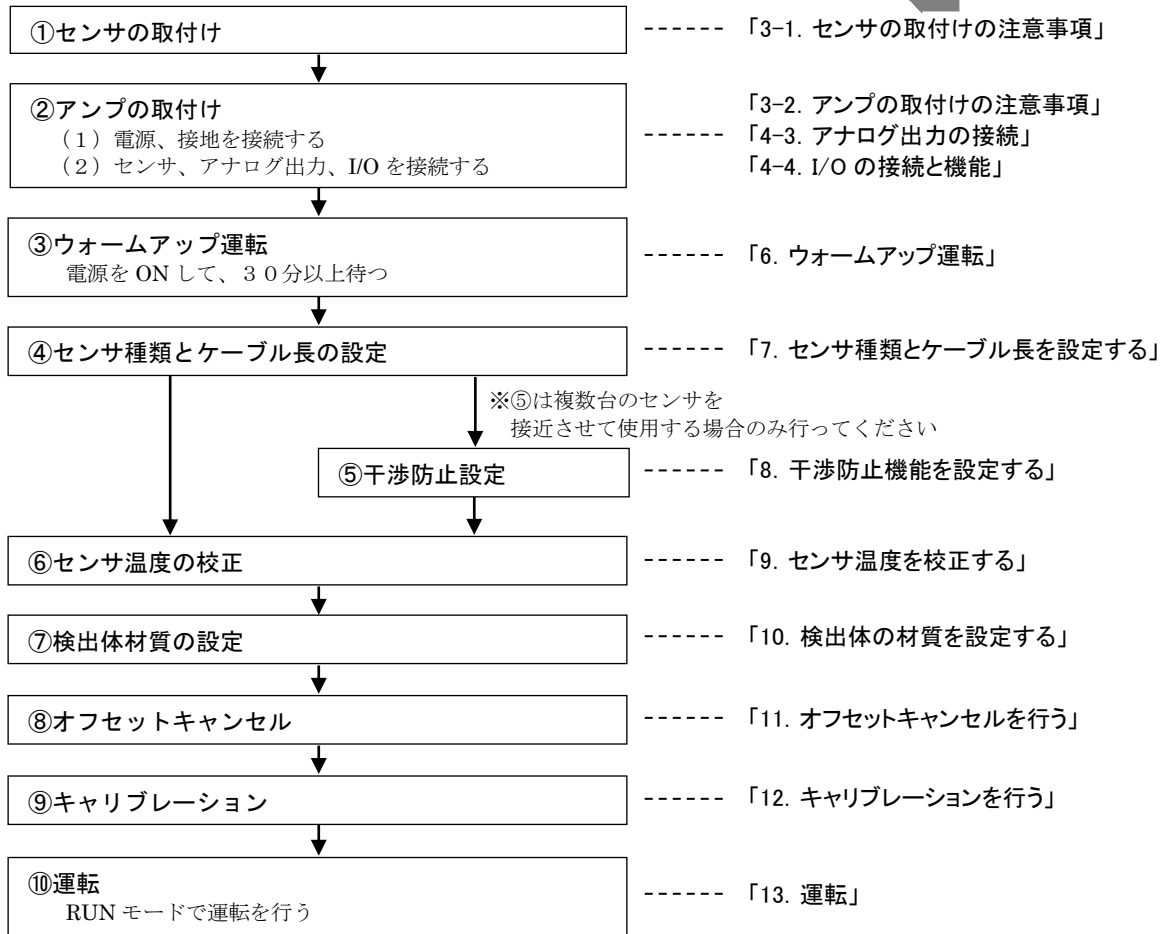 ①センサの取付け
------ 「3-1. センサの取付けの注意事項」
②アンプの取付け
（１）電源、接地を接続する
（２）センサ、アナログ出力、I/O を接続する
「3-2. アンプの取付けの注意事項」
------ 「4-3. アナログ出力の接続」
「4-4. I/O の接続と機能」
③ウォームアップ運転
電源を ON して、３０分以上待つ
------ 「6. ウォームアップ運転」
④センサ種類とケーブル長の設定
------ 「7. センサ種類とケーブル長を設定する」
※⑤は複数台のセンサを
接近させて使用する場合のみ行ってください
⑤干渉防止設定
------ 「8. 干渉防止機能を設定する」
⑥センサ温度の校正
------ 「9. センサ温度を校正する」
⑦検出体材質の設定
------ 「10. 検出体の材質を設定する」
⑧オフセットキャンセル
------ 「11. オフセットキャンセルを行う」
⑨キャリブレーション
------ 「12. キャリブレーションを行う」
⑩運転
RUN モードで運転を行う
------ 「13. 運転」